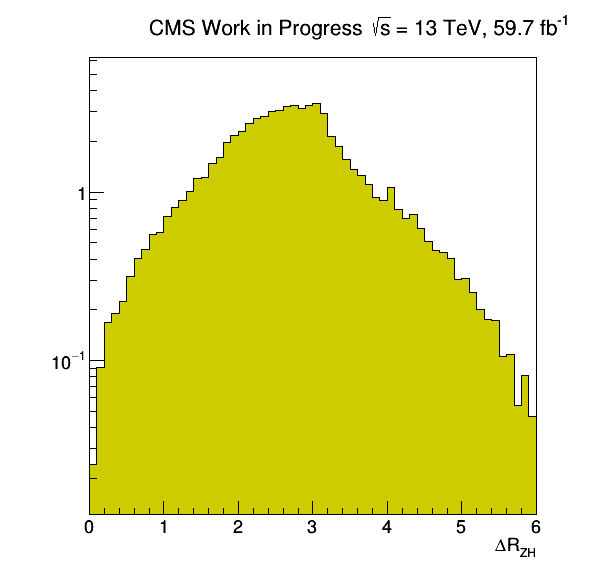 CMS Work in Progress √s = 13 TeV, 59.7 fb⁻¹
1
10⁻¹
0 1 2 3 4 5 6
ΔR_ZH